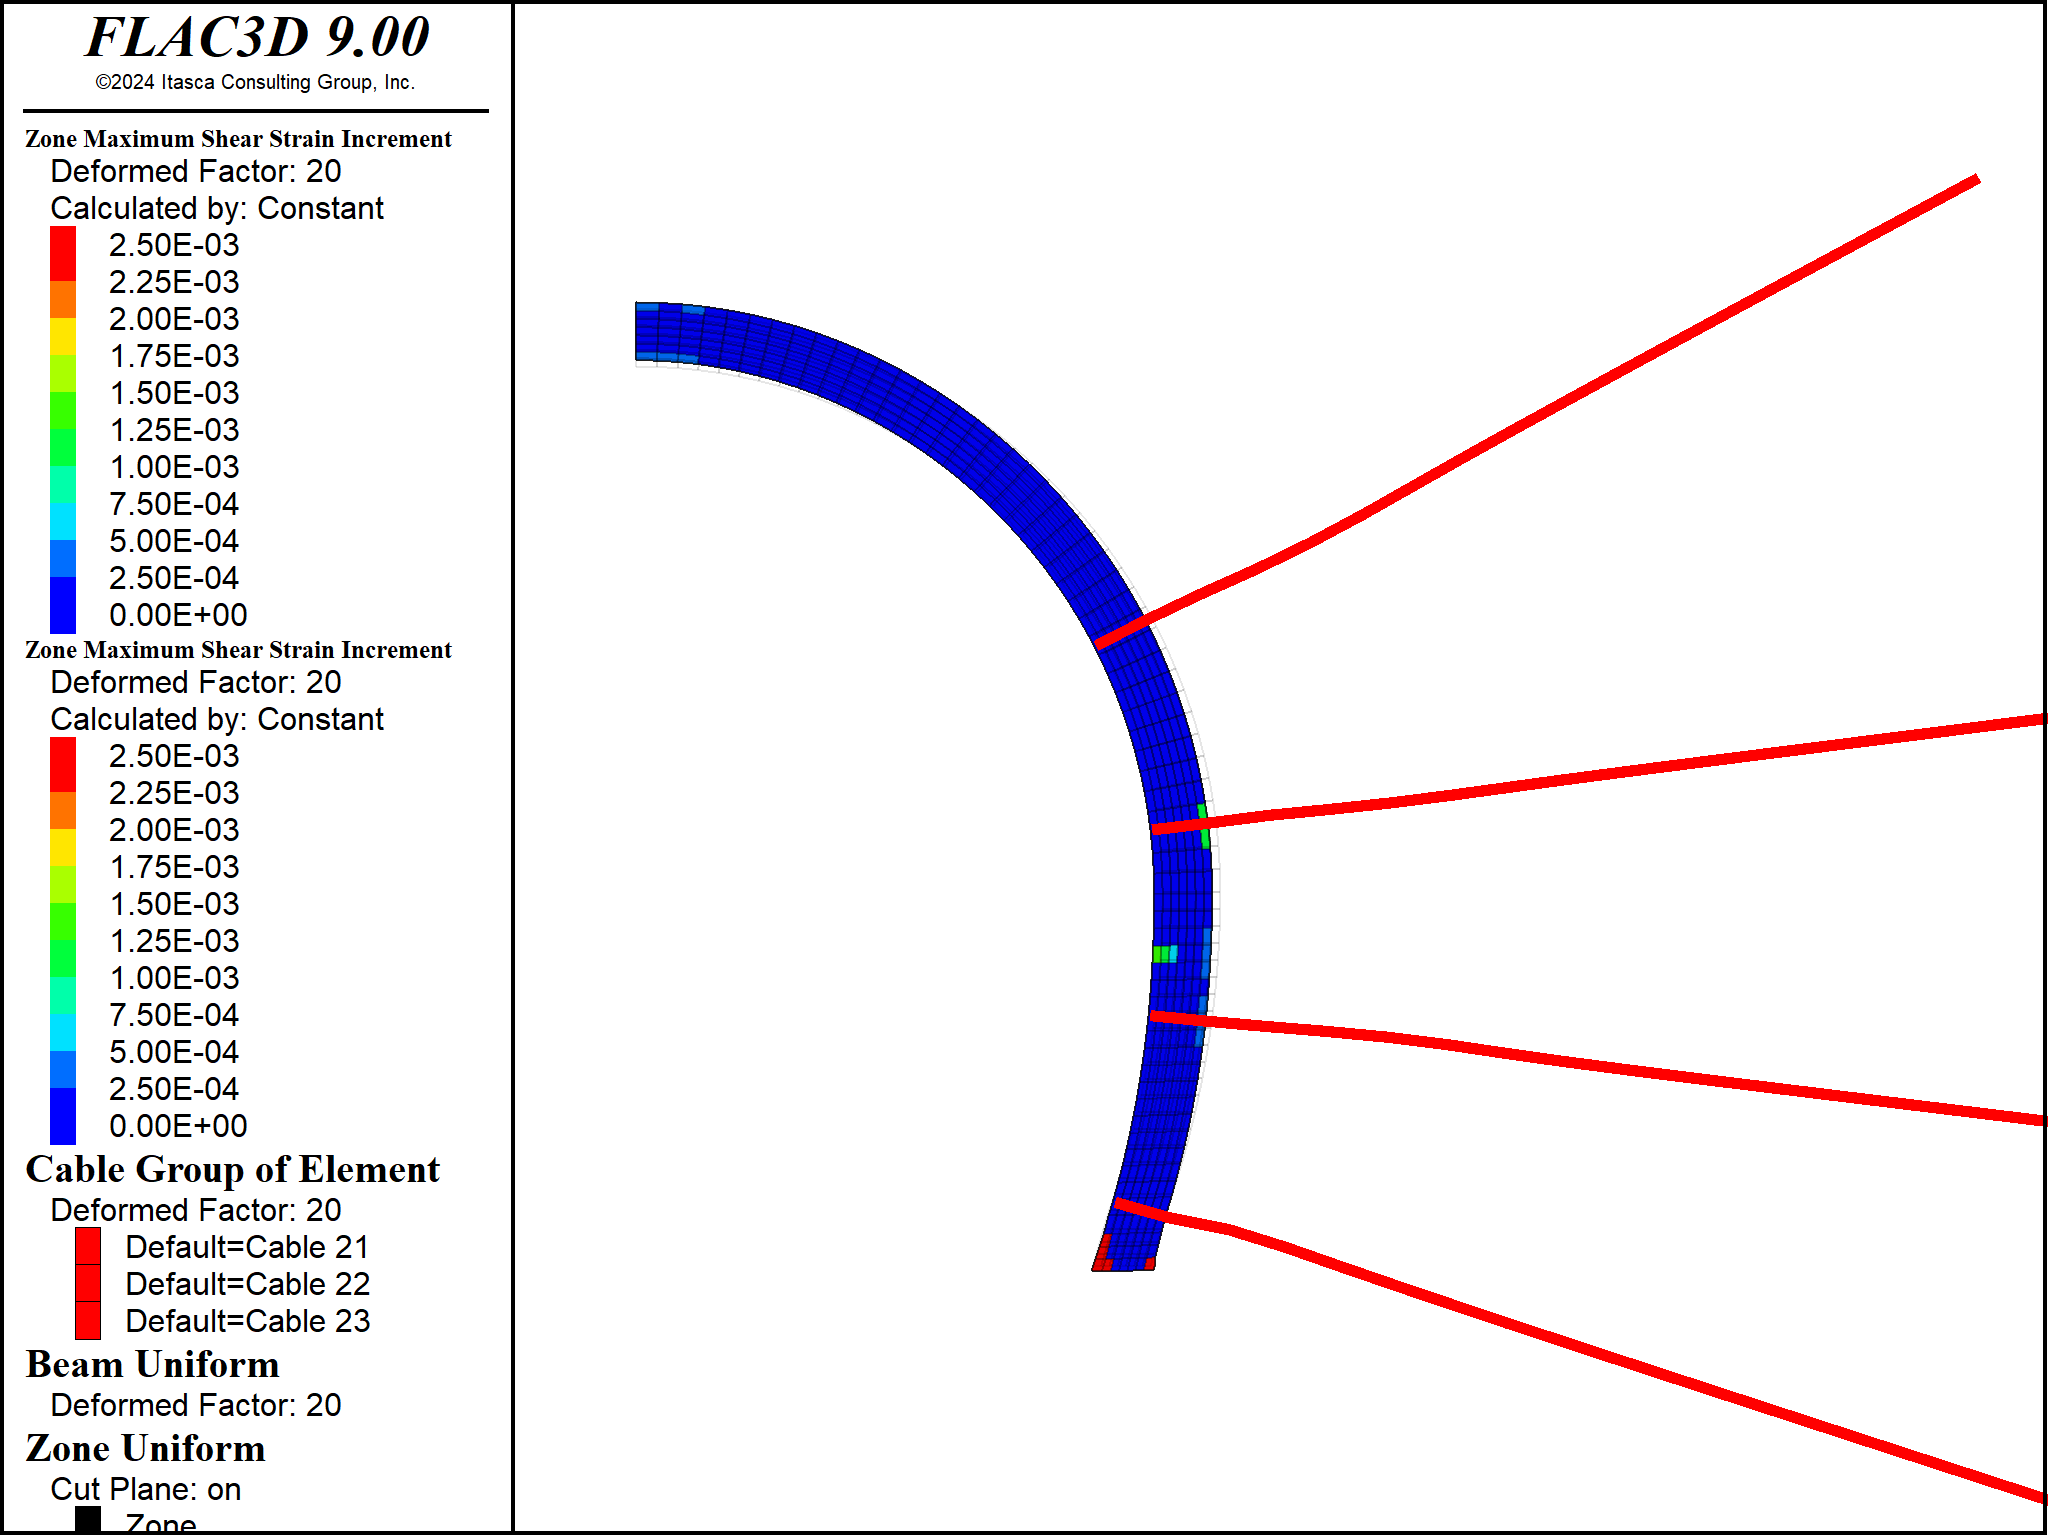 FLAC3D 9.00
©2024 Itasca Consulting Group, Inc.
Zone Maximum Shear Strain Increment
Deformed Factor: 20
Calculated by: Constant
2.50E-03
2.25E-03
2.00E-03
1.75E-03
1.50E-03
1.25E-03
1.00E-03
7.50E-04
5.00E-04
2.50E-04
0.00E+00
Zone Maximum Shear Strain Increment
Deformed Factor: 20
Calculated by: Constant
2.50E-03
2.25E-03
2.00E-03
1.75E-03
1.50E-03
1.25E-03
1.00E-03
7.50E-04
5.00E-04
2.50E-04
0.00E+00
Cable Group of Element
Deformed Factor: 20
Default=Cable 21
Default=Cable 22
Default=Cable 23
Beam Uniform
Deformed Factor: 20
Zone Uniform
Cut Plane: on
Zone